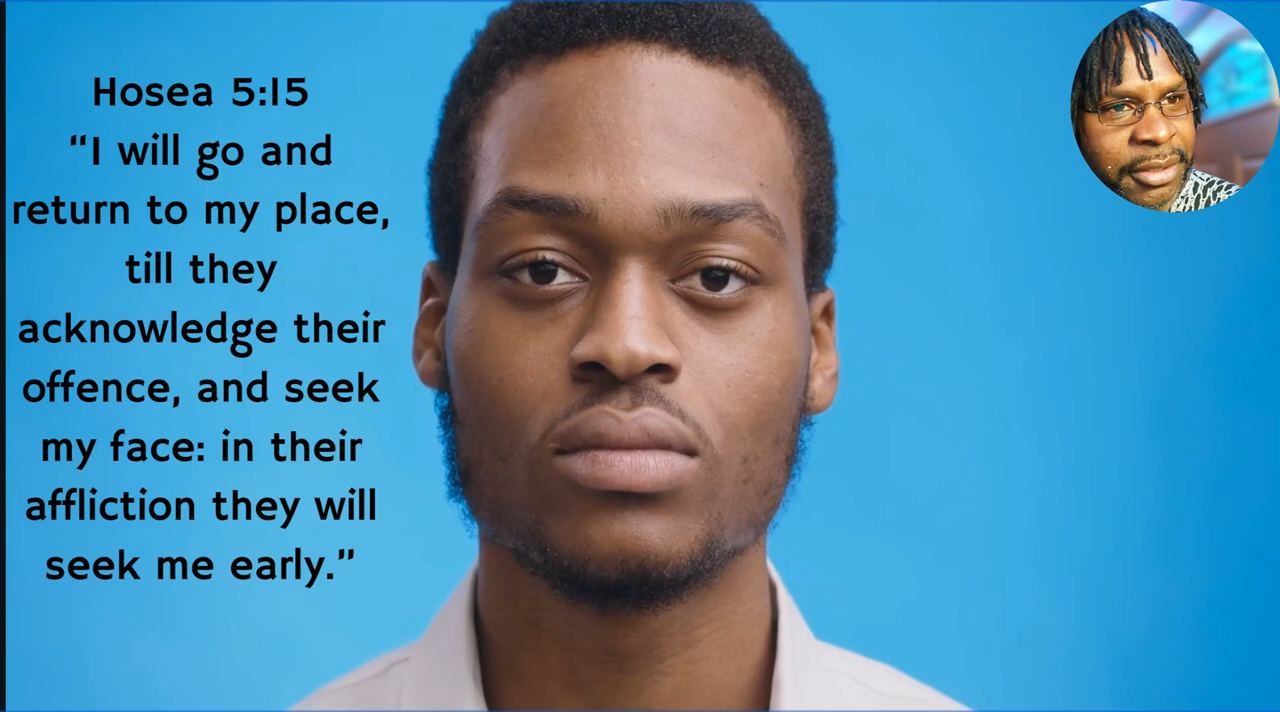 Hosea 5:15
“I will go and
return to my place,
till they
acknowledge their
offence, and seek
my face: in their
affliction they will
seek me early.”